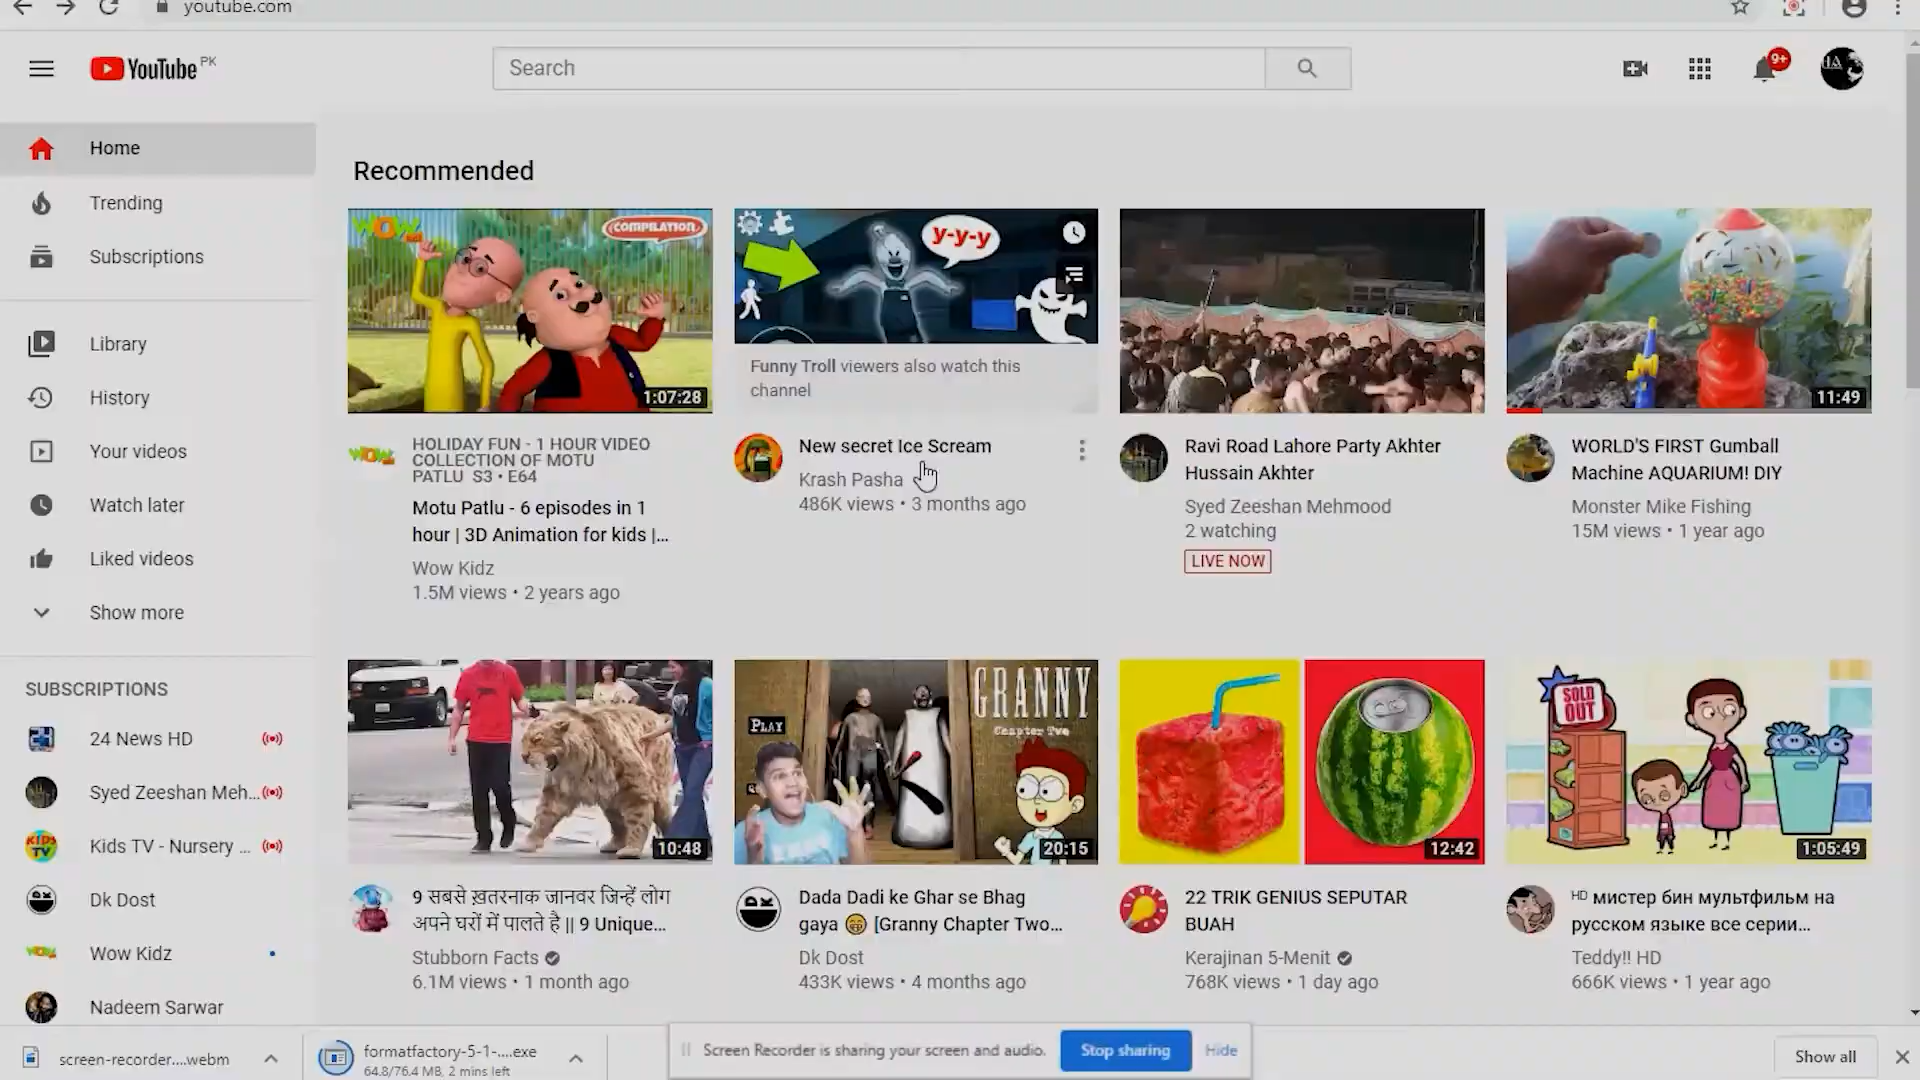 youtube.com
YouTube PK
Search
9+
Home
Trending
Subscriptions
Library
History
Your videos
Watch later
Liked videos
Show more
SUBSCRIPTIONS
24 News HD
Syed Zeeshan Meh...
Kids TV - Nursery ...
Dk Dost
Wow Kidz
Nadeem Sarwar
Recommended
WOW
COMPILATION
1:07:28
HOLIDAY FUN - 1 HOUR VIDEO
COLLECTION OF MOTU
PATLU S3 • E64
Motu Patlu - 6 episodes in 1
hour | 3D Animation for kids |...
Wow Kidz
1.5M views • 2 years ago
y-y-y
Funny Troll viewers also watch this
channel
New secret Ice Scream
Krash Pasha
486K views • 3 months ago
Ravi Road Lahore Party Akhter
Hussain Akhter
Syed Zeeshan Mehmood
2 watching
LIVE NOW
11:49
WORLD'S FIRST Gumball
Machine AQUARIUM! DIY
Monster Mike Fishing
15M views • 1 year ago
10:48
9 सबसे ख़तरनाक जानवर जिन्हें लोग
अपने घरों में पालते है || 9 Unique...
Stubborn Facts
6.1M views • 1 month ago
GRANNY
Chapter Two
PLAY
20:15
Dada Dadi ke Ghar se Bhag
gaya 😁 [Granny Chapter Two...
Dk Dost
433K views • 4 months ago
12:42
22 TRIK GENIUS SEPUTAR
BUAH
Kerajinan 5-Menit
768K views • 1 day ago
SOLD
OUT
1:05:49
HD мистер бин мультфильм на
русском языке все серии...
Teddy!! HD
666K views • 1 year ago
screen-recorder....webm
formatfactory-5-1-....exe
64.8/76.4 MB, 2 mins left
Screen Recorder is sharing your screen and audio.
Stop sharing
Hide
Show all